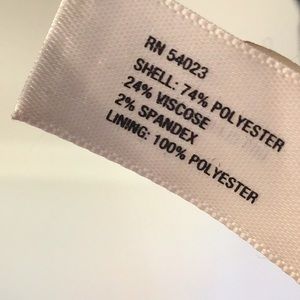 RN 54023
SHELL: 74% POLYESTER
24% VISCOSE
2% SPANDEX
LINING: 100% POLYESTER